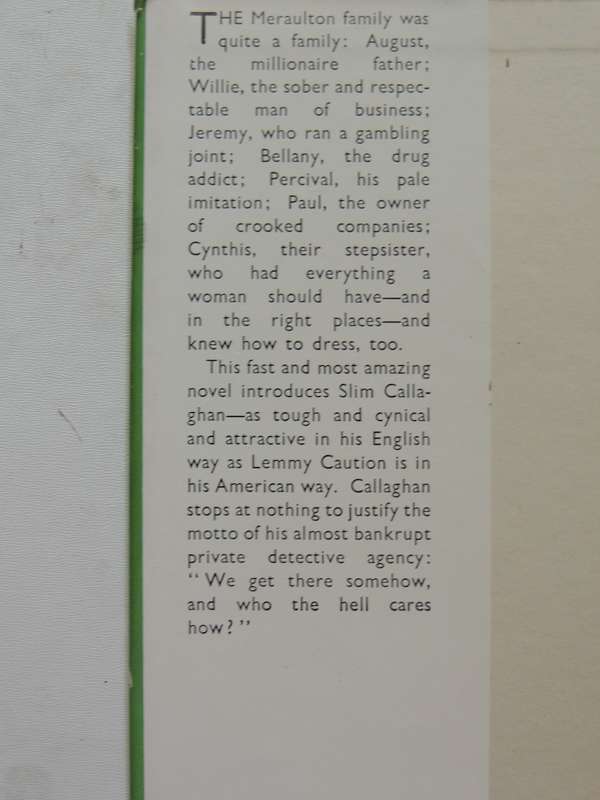 THE Meraulton family was
quite a family: August,
the millionaire father;
Willie, the sober and respec-
table man of business;
Jeremy, who ran a gambling
joint; Bellany, the drug
addict; Percival, his pale
imitation; Paul, the owner
of crooked companies;
Cynthis, their stepsister,
who had everything a
woman should have—and
in the right places—and
knew how to dress, too.
This fast and most amazing
novel introduces Slim Calla-
ghan—as tough and cynical
and attractive in his English
way as Lemmy Caution is in
his American way. Callaghan
stops at nothing to justify the
motto of his almost bankrupt
private detective agency:
“ We get there somehow,
and who the hell cares
how? ”